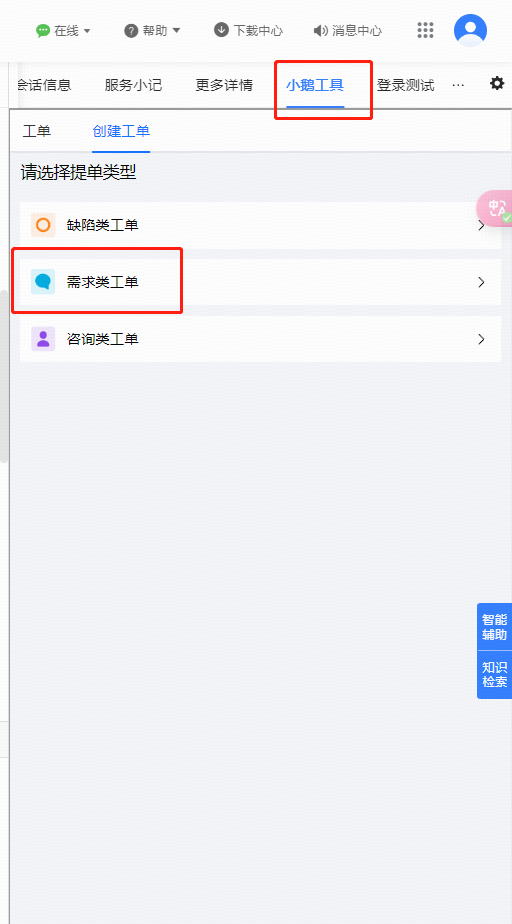 在线
帮助
下载中心
消息中心
会话信息
服务小记
更多详情
小鹅工具
登录测试
···
工单
创建工单
请选择提单类型
缺陷类工单
需求类工单
咨询类工单
中A
智能
辅助
知识
检索